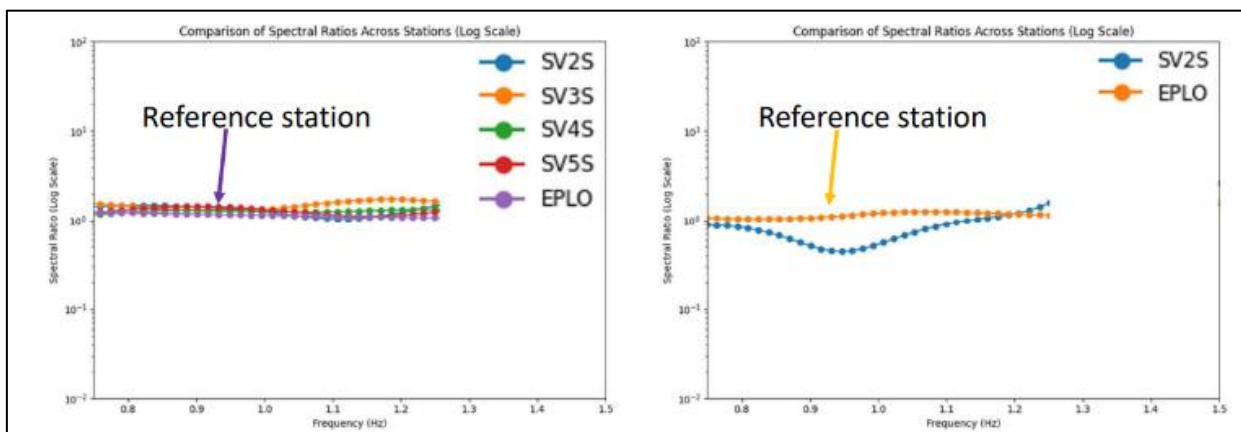 Comparison of Spectral Ratios Across Stations (Log Scale)
10²
10¹
10⁰
10⁻¹
10⁻²
Spectral Ratio (Log Scale)
Reference station
SV2S
SV3S
SV4S
SV5S
EPLO
0.8 0.9 1.0 1.1 1.2 1.3 1.4 1.5
Frequency (Hz)
Comparison of Spectral Ratios Across Stations (Log Scale)
10²
10¹
10⁰
10⁻¹
10⁻²
Spectral Ratio (Log Scale)
Reference station
SV2S
EPLO
0.8 0.9 1.0 1.1 1.2 1.3 1.4 1.5
Frequency (Hz)